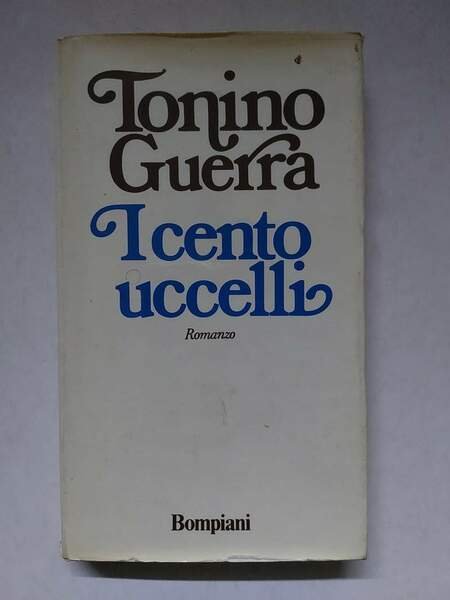 Tonino
Guerra
I cento
uccelli
Romanzo
Bompiani